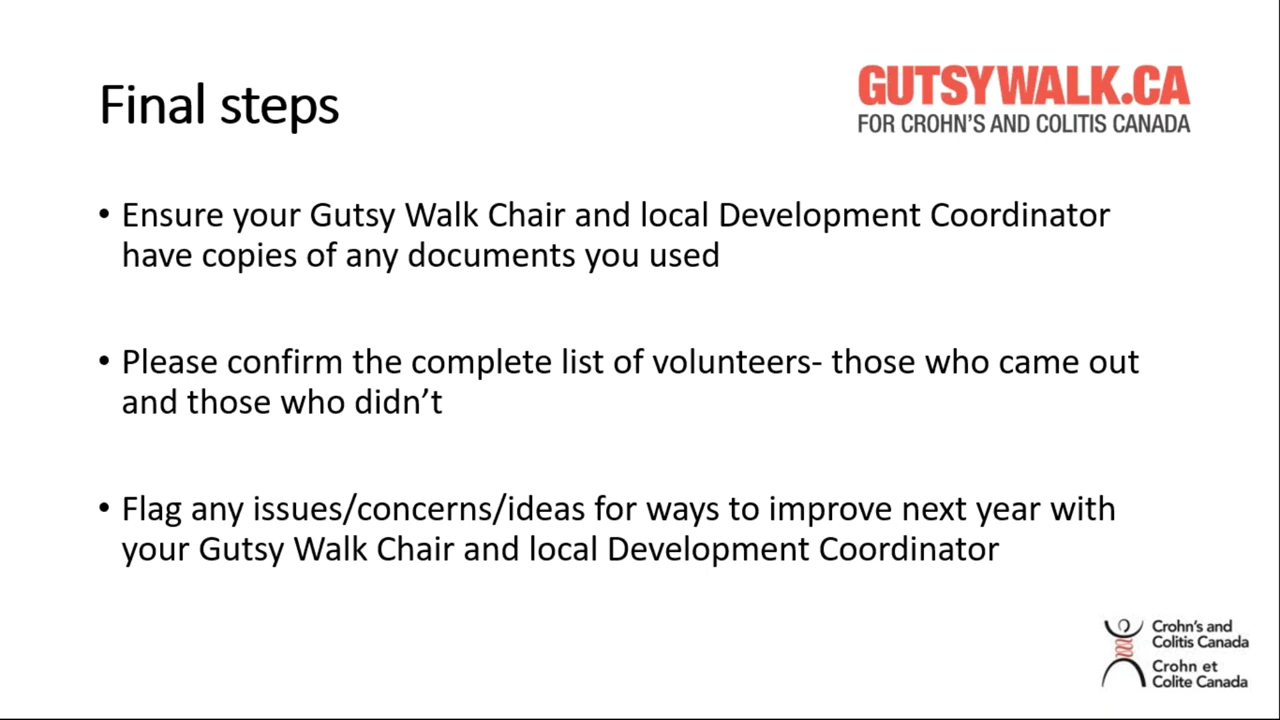 Final steps
GUTSYWALK.CA
FOR CROHN'S AND COLITIS CANADA
• Ensure your Gutsy Walk Chair and local Development Coordinator
have copies of any documents you used
• Please confirm the complete list of volunteers- those who came out
and those who didn’t
• Flag any issues/concerns/ideas for ways to improve next year with
your Gutsy Walk Chair and local Development Coordinator
Crohn's and
Colitis Canada
Crohn et
Colite Canada